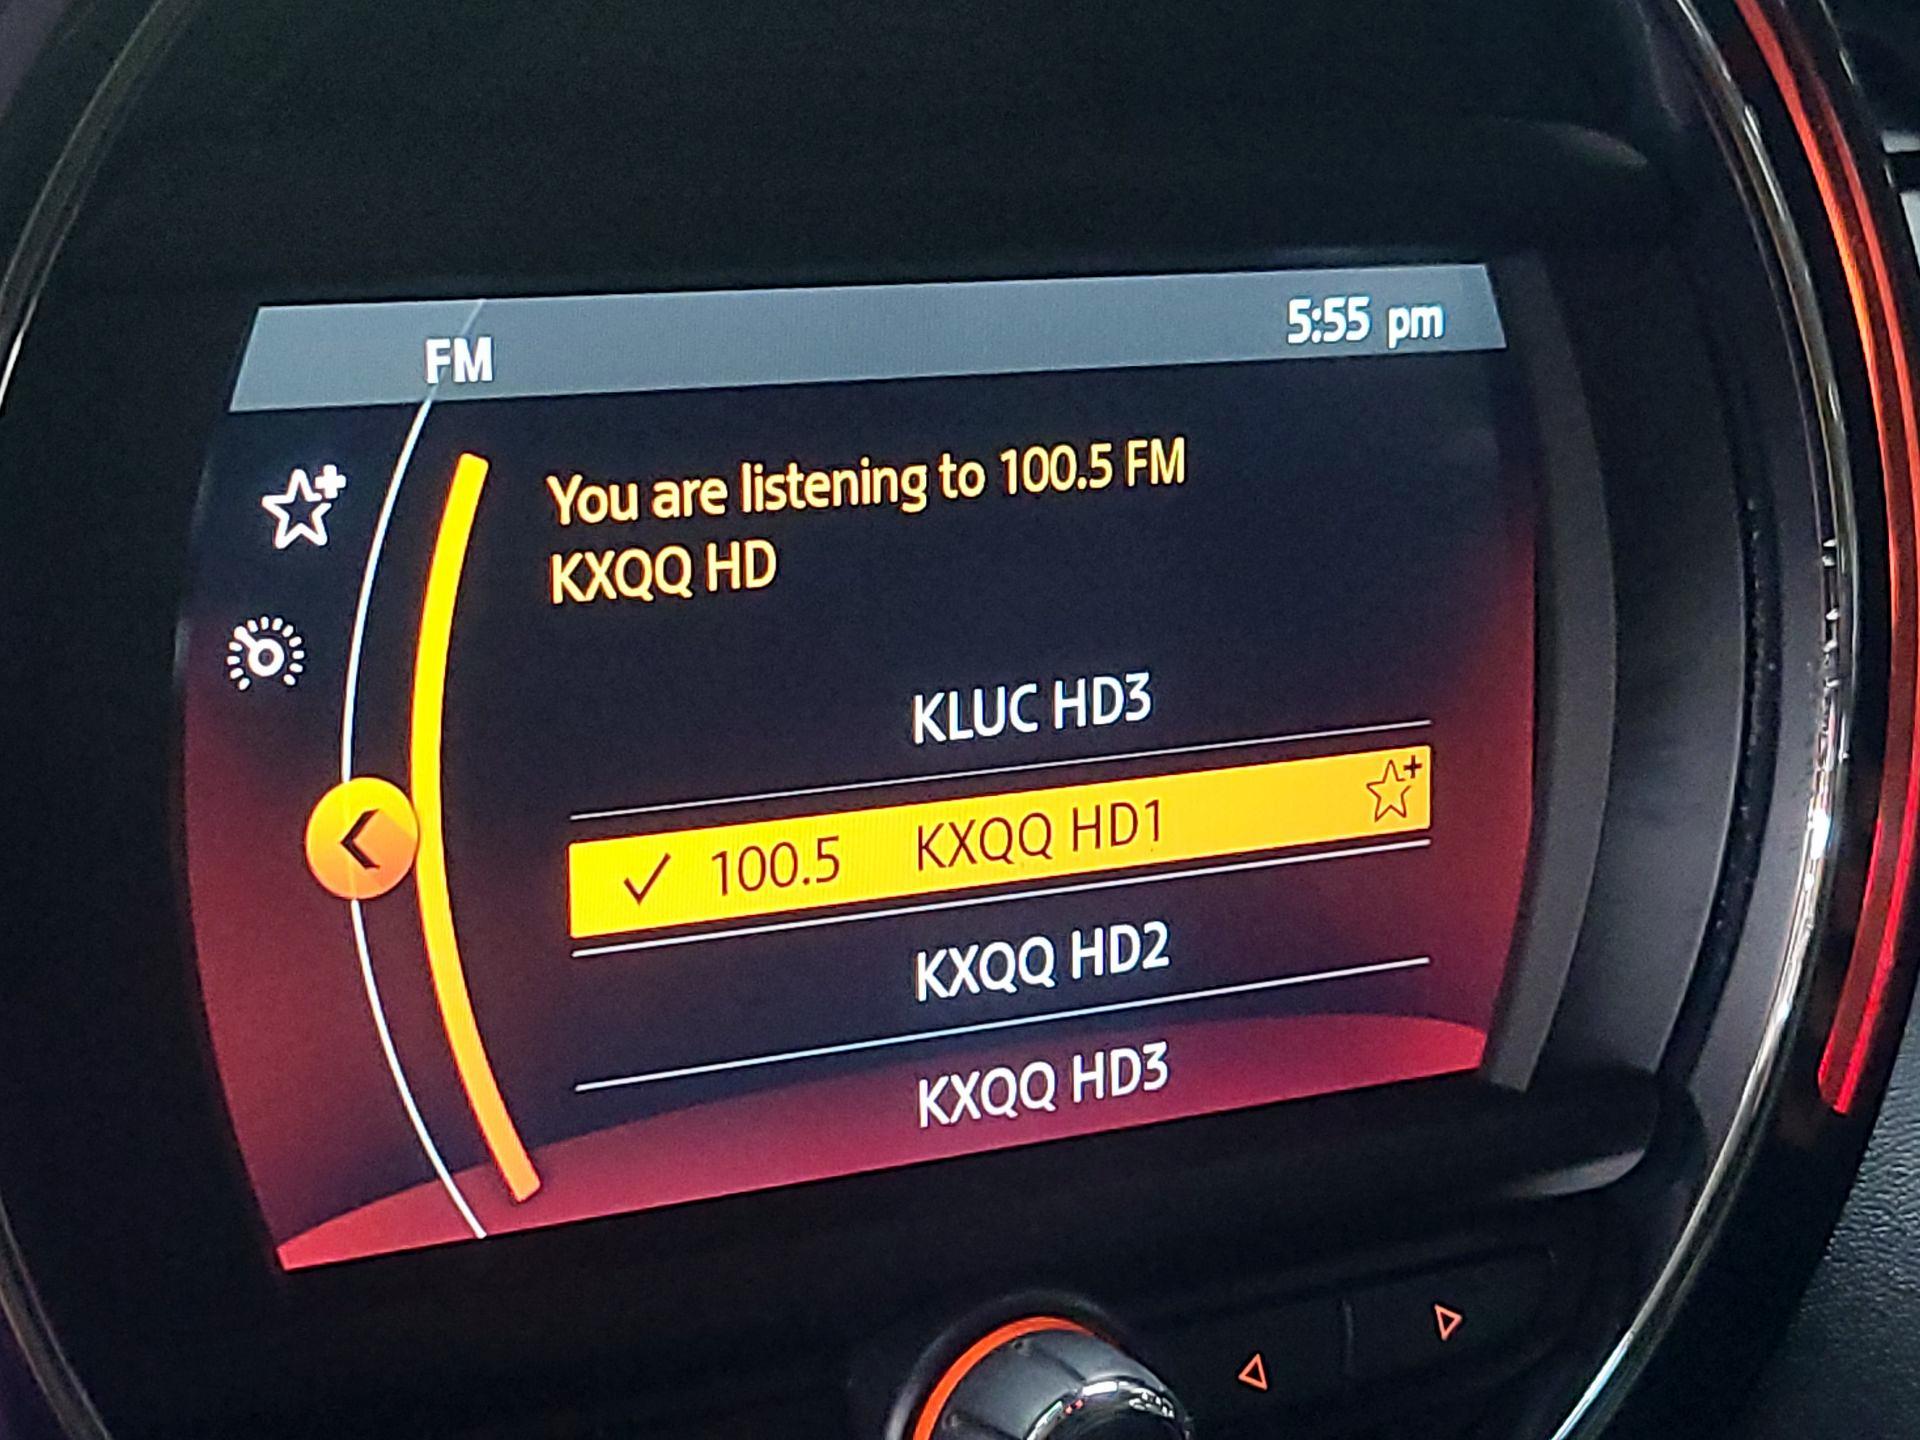 FM
5:55 pm
You are listening to 100.5 FM
KXQQ HD
KLUC HD3
100.5 KXQQ HD1
KXQQ HD2
KXQQ HD3